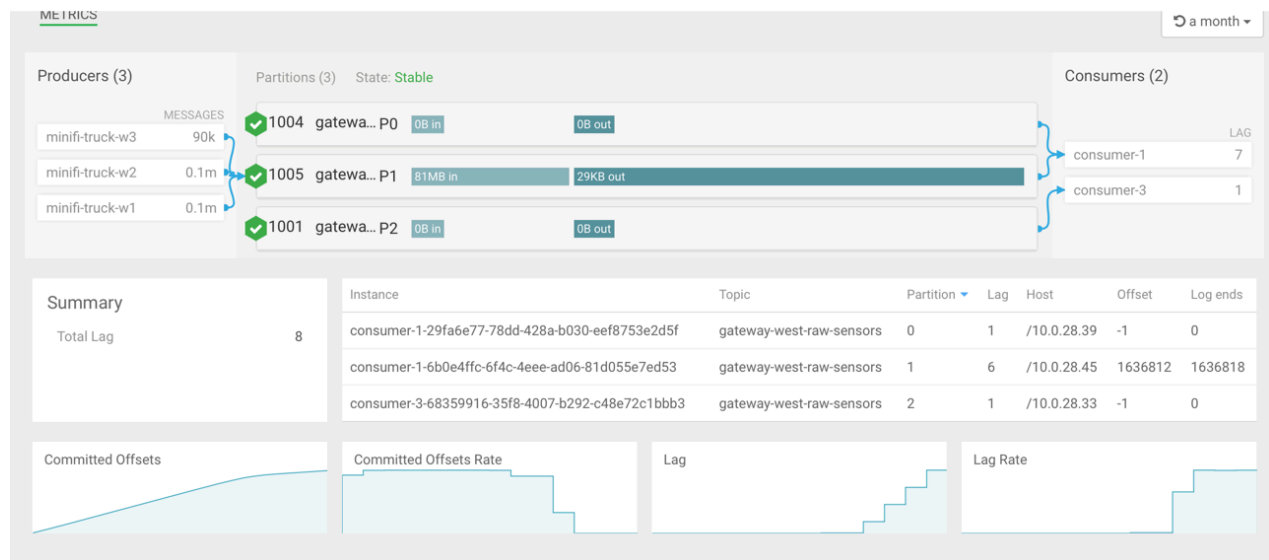 METRICS
a month
Producers (3)
MESSAGES
minifi-truck-w3 90k
minifi-truck-w2 0.1m
minifi-truck-w1 0.1m
Partitions (3) State: Stable
1004 gatewa... P0 0B in 0B out
1005 gatewa... P1 81MB in 29KB out
1001 gatewa... P2 0B in 0B out
Consumers (2)
LAG
consumer-1 7
consumer-3 1
Summary
Total Lag 8
Instance Topic Partition Lag Host Offset Log ends
consumer-1-29fa6e77-78dd-428a-b030-eef8753e2d5f gateway-west-raw-sensors 0 1 /10.0.28.39 -1 0
consumer-1-6b0e4ffc-6f4c-4eee-ad06-81d055e7ed53 gateway-west-raw-sensors 1 6 /10.0.28.45 1636812 1636818
consumer-3-68359916-35f8-4007-b292-c48e72c1bbb3 gateway-west-raw-sensors 2 1 /10.0.28.33 -1 0
Committed Offsets
Committed Offsets Rate
Lag
Lag Rate